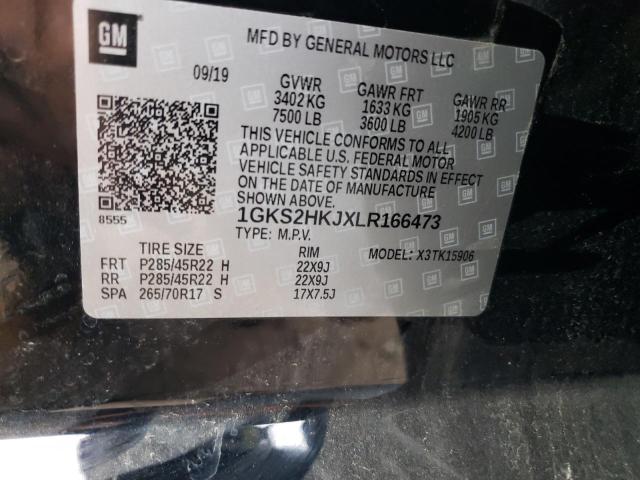 GM
MFD BY GENERAL MOTORS LLC
09/19
GVWR GAWR FRT GAWR RR
3402 KG 1633 KG 1905 KG
7500 LB 3600 LB 4200 LB
THIS VEHICLE CONFORMS TO ALL
APPLICABLE U.S. FEDERAL MOTOR
VEHICLE SAFETY STANDARDS IN EFFECT
ON THE DATE OF MANUFACTURE
SHOWN ABOVE.
8555
1GKS2HKJXLR166473
TYPE: M.P.V.
MODEL: X3TK15906
TIRE SIZE RIM
FRT P285/45R22 H 22X9J
RR P285/45R22 H 22X9J
SPA 265/70R17 S 17X7.5J